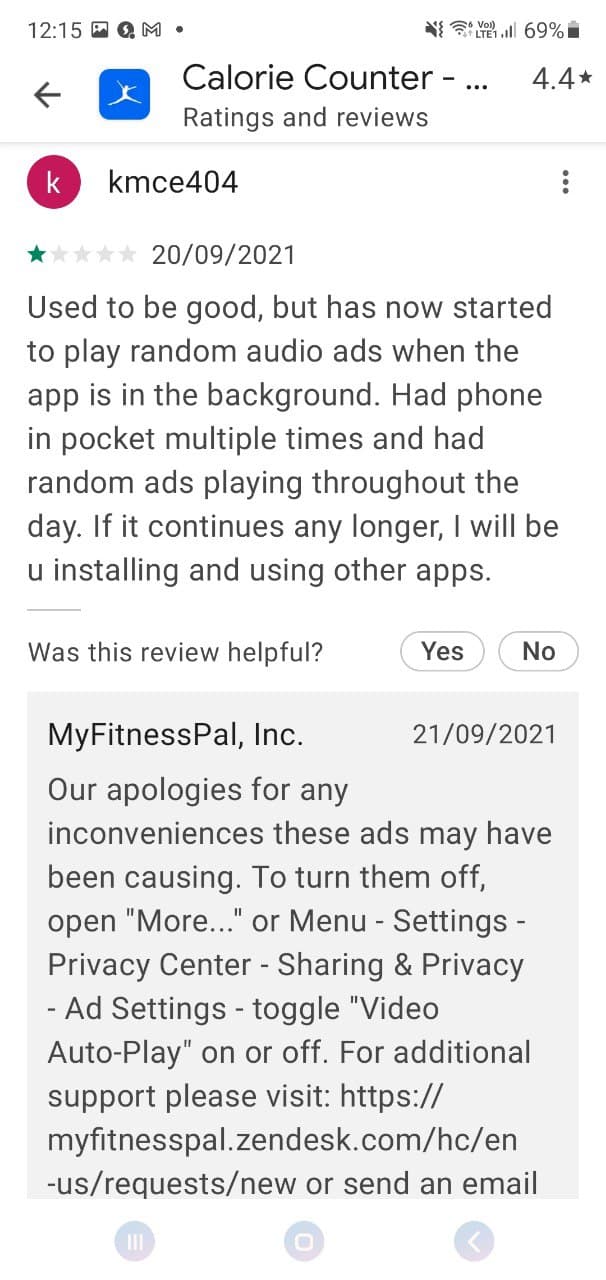 12:15 69%
Calorie Counter - ... 4.4★
Ratings and reviews
k kmce404
20/09/2021
Used to be good, but has now started
to play random audio ads when the
app is in the background. Had phone
in pocket multiple times and had
random ads playing throughout the
day. If it continues any longer, I will be
u installing and using other apps.
Was this review helpful? Yes No
MyFitnessPal, Inc. 21/09/2021
Our apologies for any
inconveniences these ads may have
been causing. To turn them off,
open "More..." or Menu - Settings -
Privacy Center - Sharing & Privacy
- Ad Settings - toggle "Video
Auto-Play" on or off. For additional
support please visit: https://
myfitnesspal.zendesk.com/hc/en
-us/requests/new or send an email